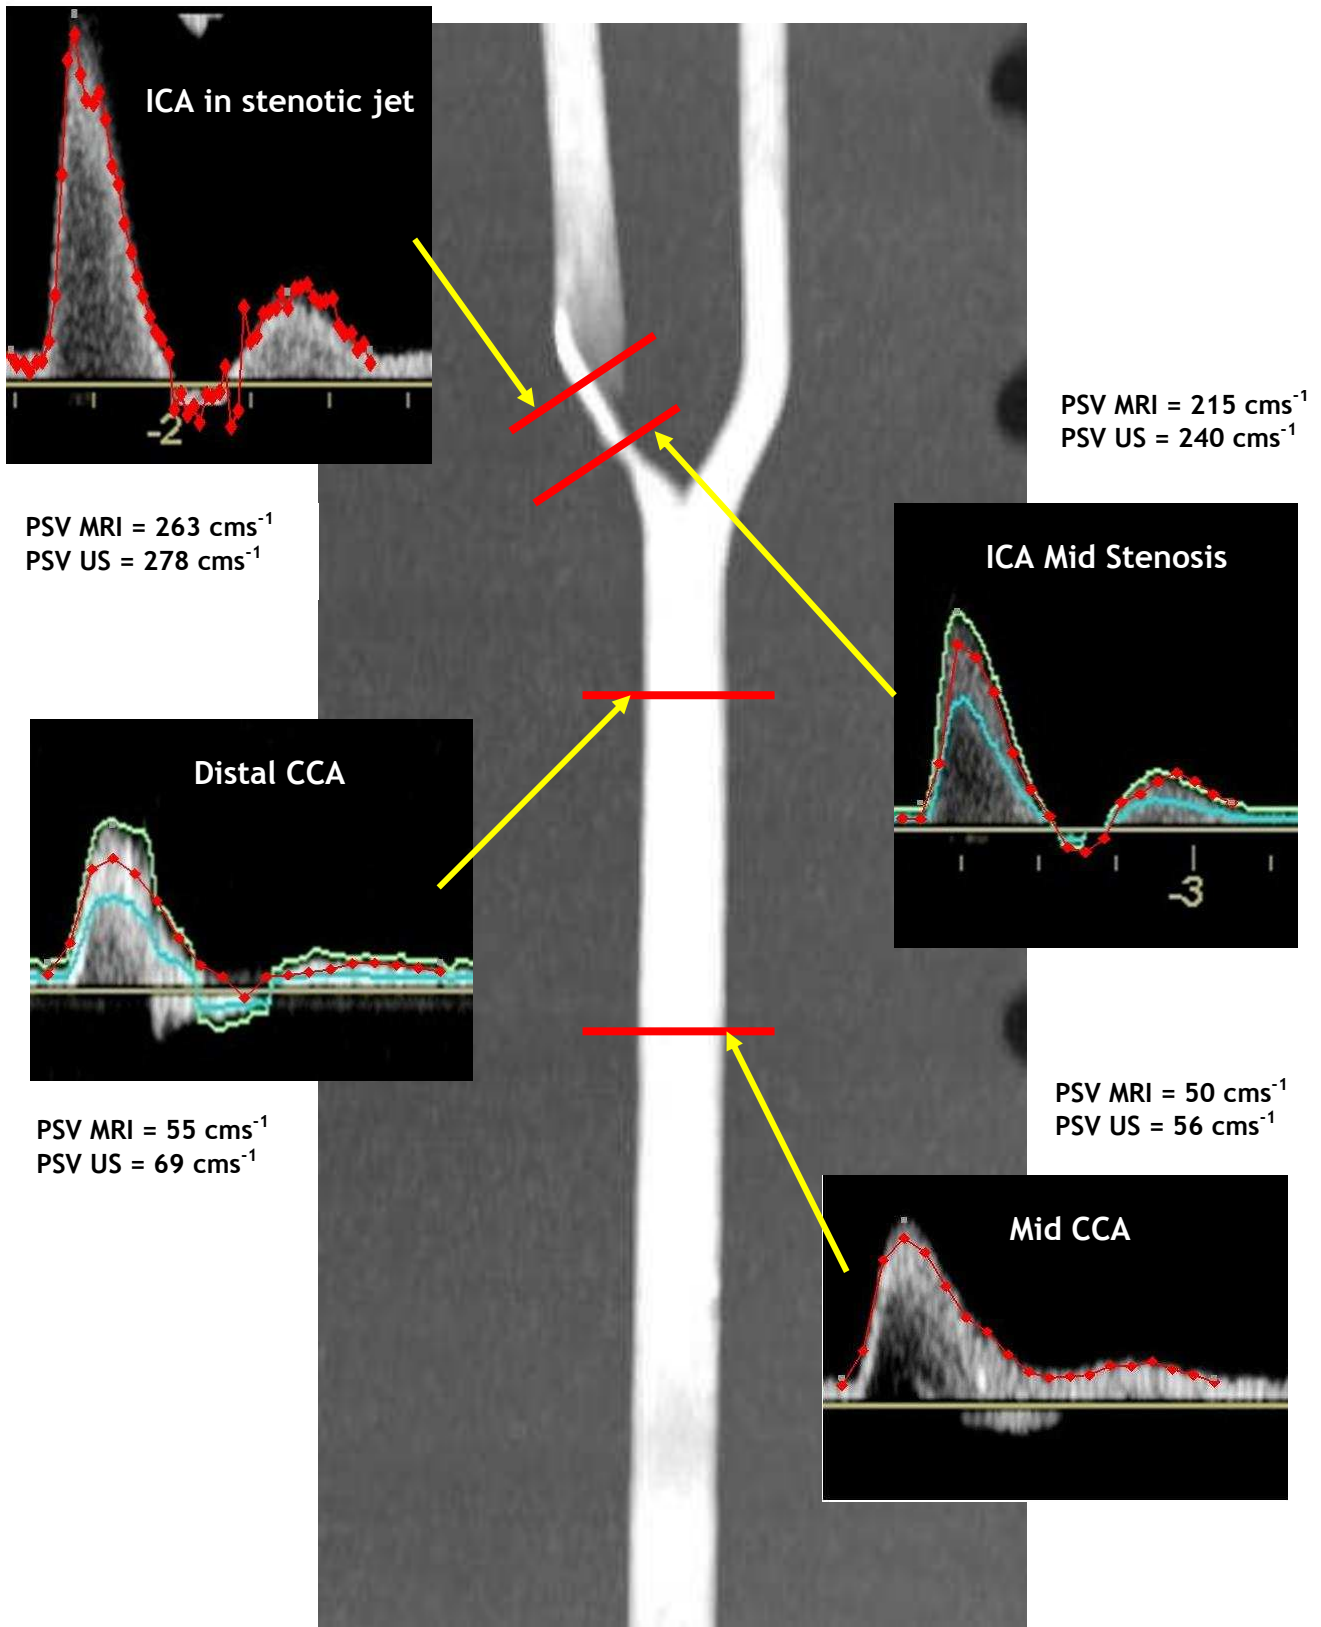 ICA in stenotic jet
-2
PSV MRI = 263 cms⁻¹
PSV US = 278 cms⁻¹
PSV MRI = 215 cms⁻¹
PSV US = 240 cms⁻¹
ICA Mid Stenosis
-3
Distal CCA
PSV MRI = 55 cms⁻¹
PSV US = 69 cms⁻¹
PSV MRI = 50 cms⁻¹
PSV US = 56 cms⁻¹
Mid CCA